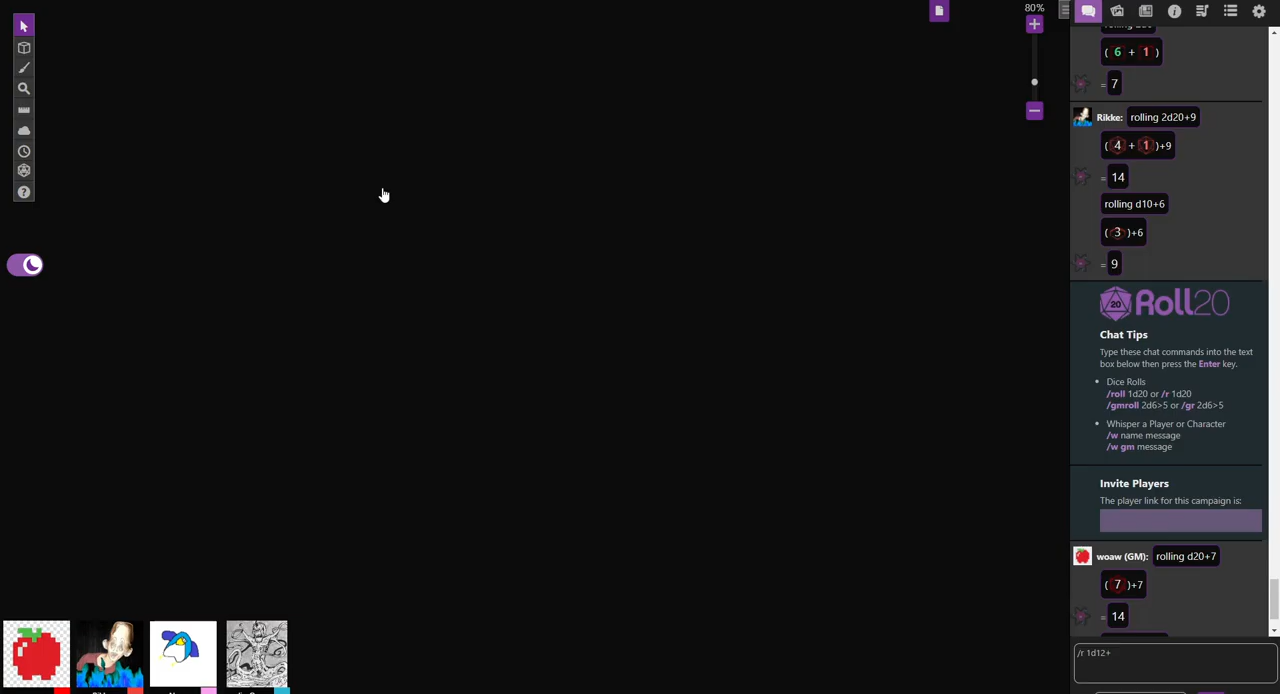 80%
( 6 + 1 )
= 7
Rikke: rolling 2d20+9
( 4 + 1 )+9
= 14
rolling d10+6
( 3 )+6
= 9
20 Roll20
Chat Tips
Type these chat commands into the text
box below then press the Enter key.
Dice Rolls
/roll 1d20 or /r 1d20
/gmroll 2d6>5 or /gr 2d6>5
Whisper a Player or Character
/w name message
/w gm message
Invite Players
The player link for this campaign is:
woaw (GM): rolling d20+7
( 7 )+7
= 14
/r 1d12+